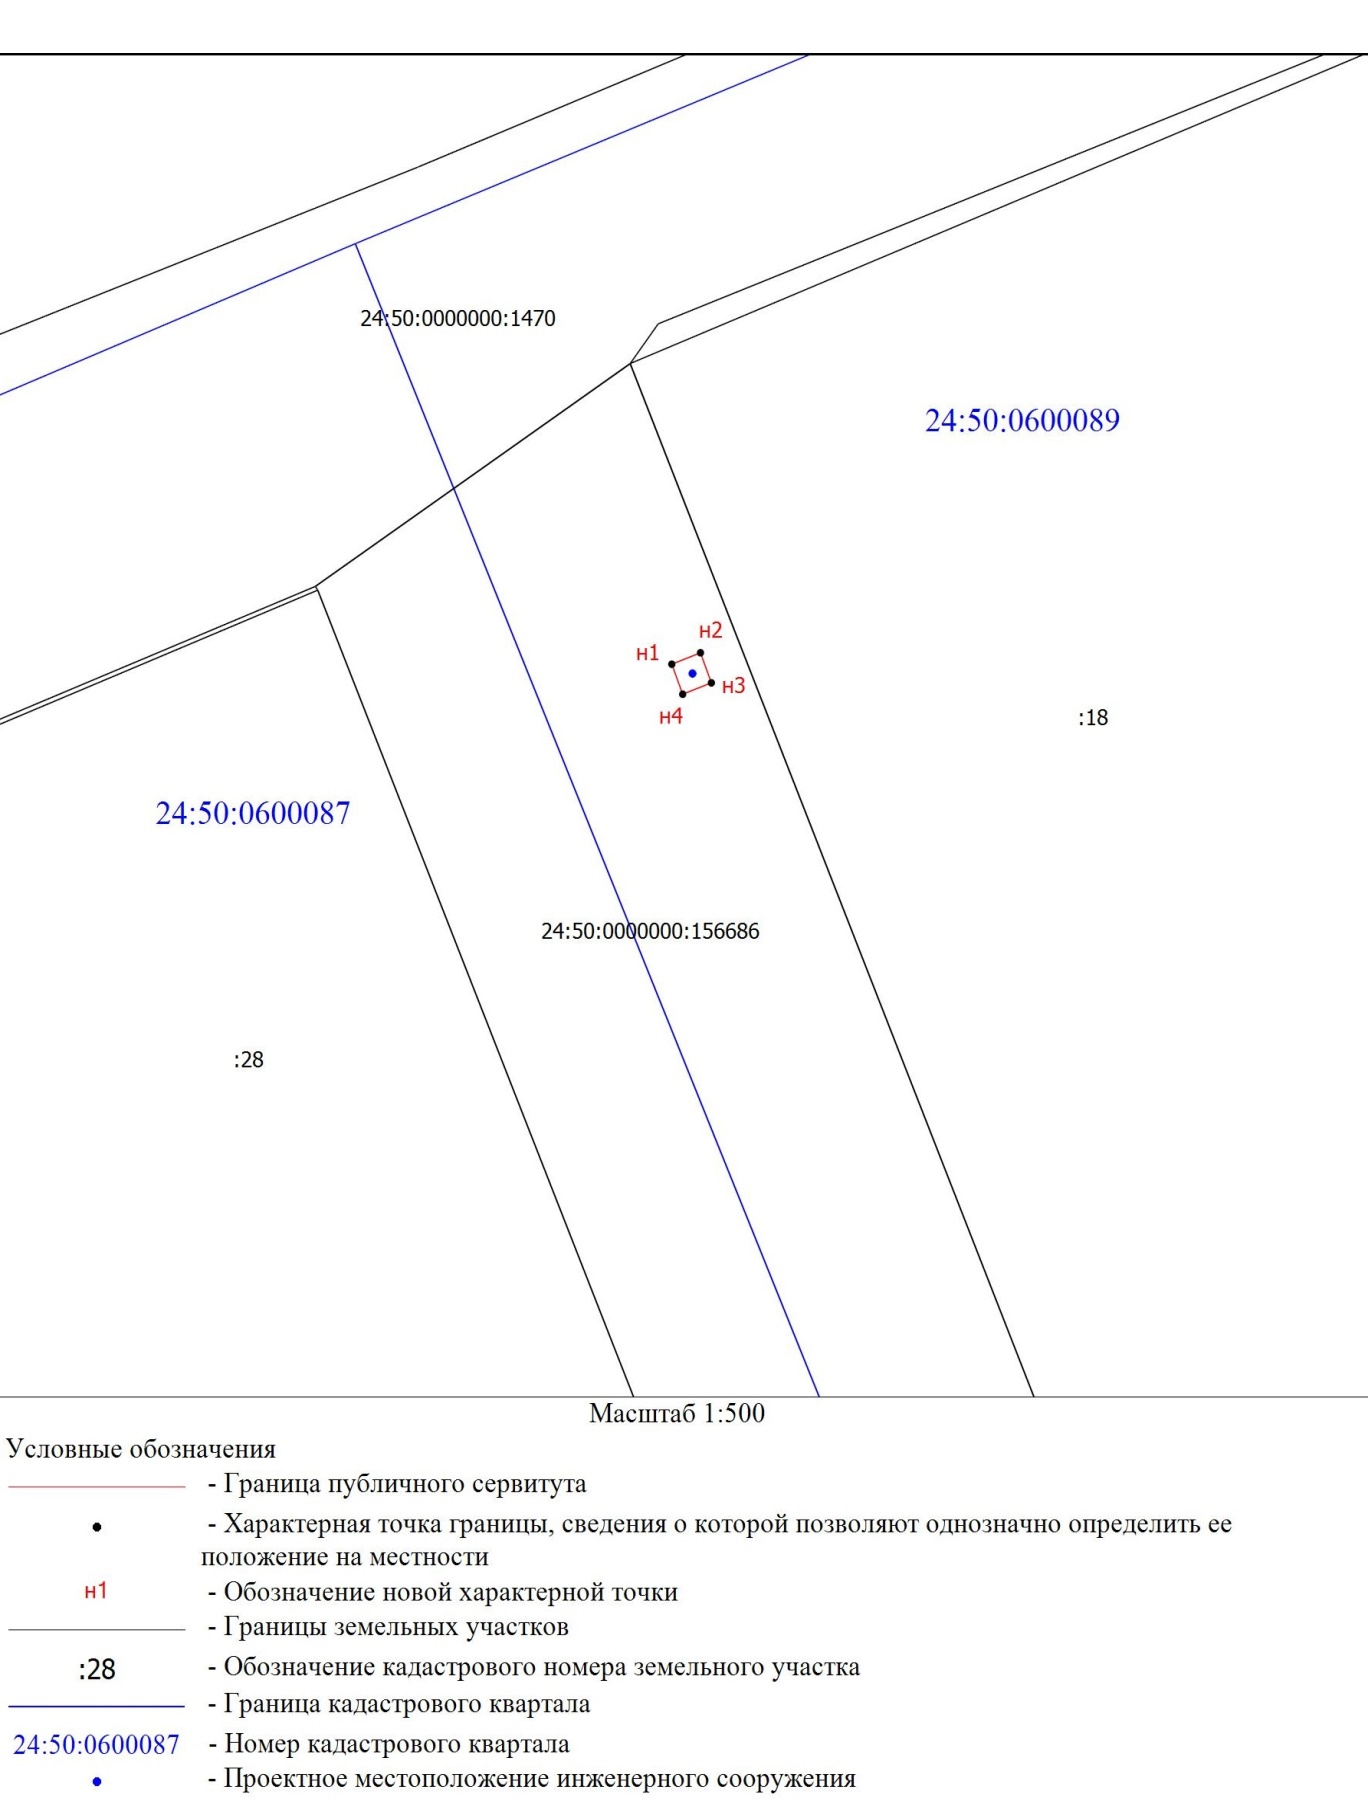 24:50:0000000:1470
24:50:0600089
н2
н1
н3
н4
:18
24:50:0600087
24:50:0000000:156686
:28
Масштаб 1:500
Условные обозначения
- Граница публичного сервитута
- Характерная точка границы, сведения о которой позволяют однозначно определить ее
положение на местности
н1 - Обозначение новой характерной точки
- Границы земельных участков
:28 - Обозначение кадастрового номера земельного участка
- Граница кадастрового квартала
24:50:0600087 - Номер кадастрового квартала
- Проектное местоположение инженерного сооружения